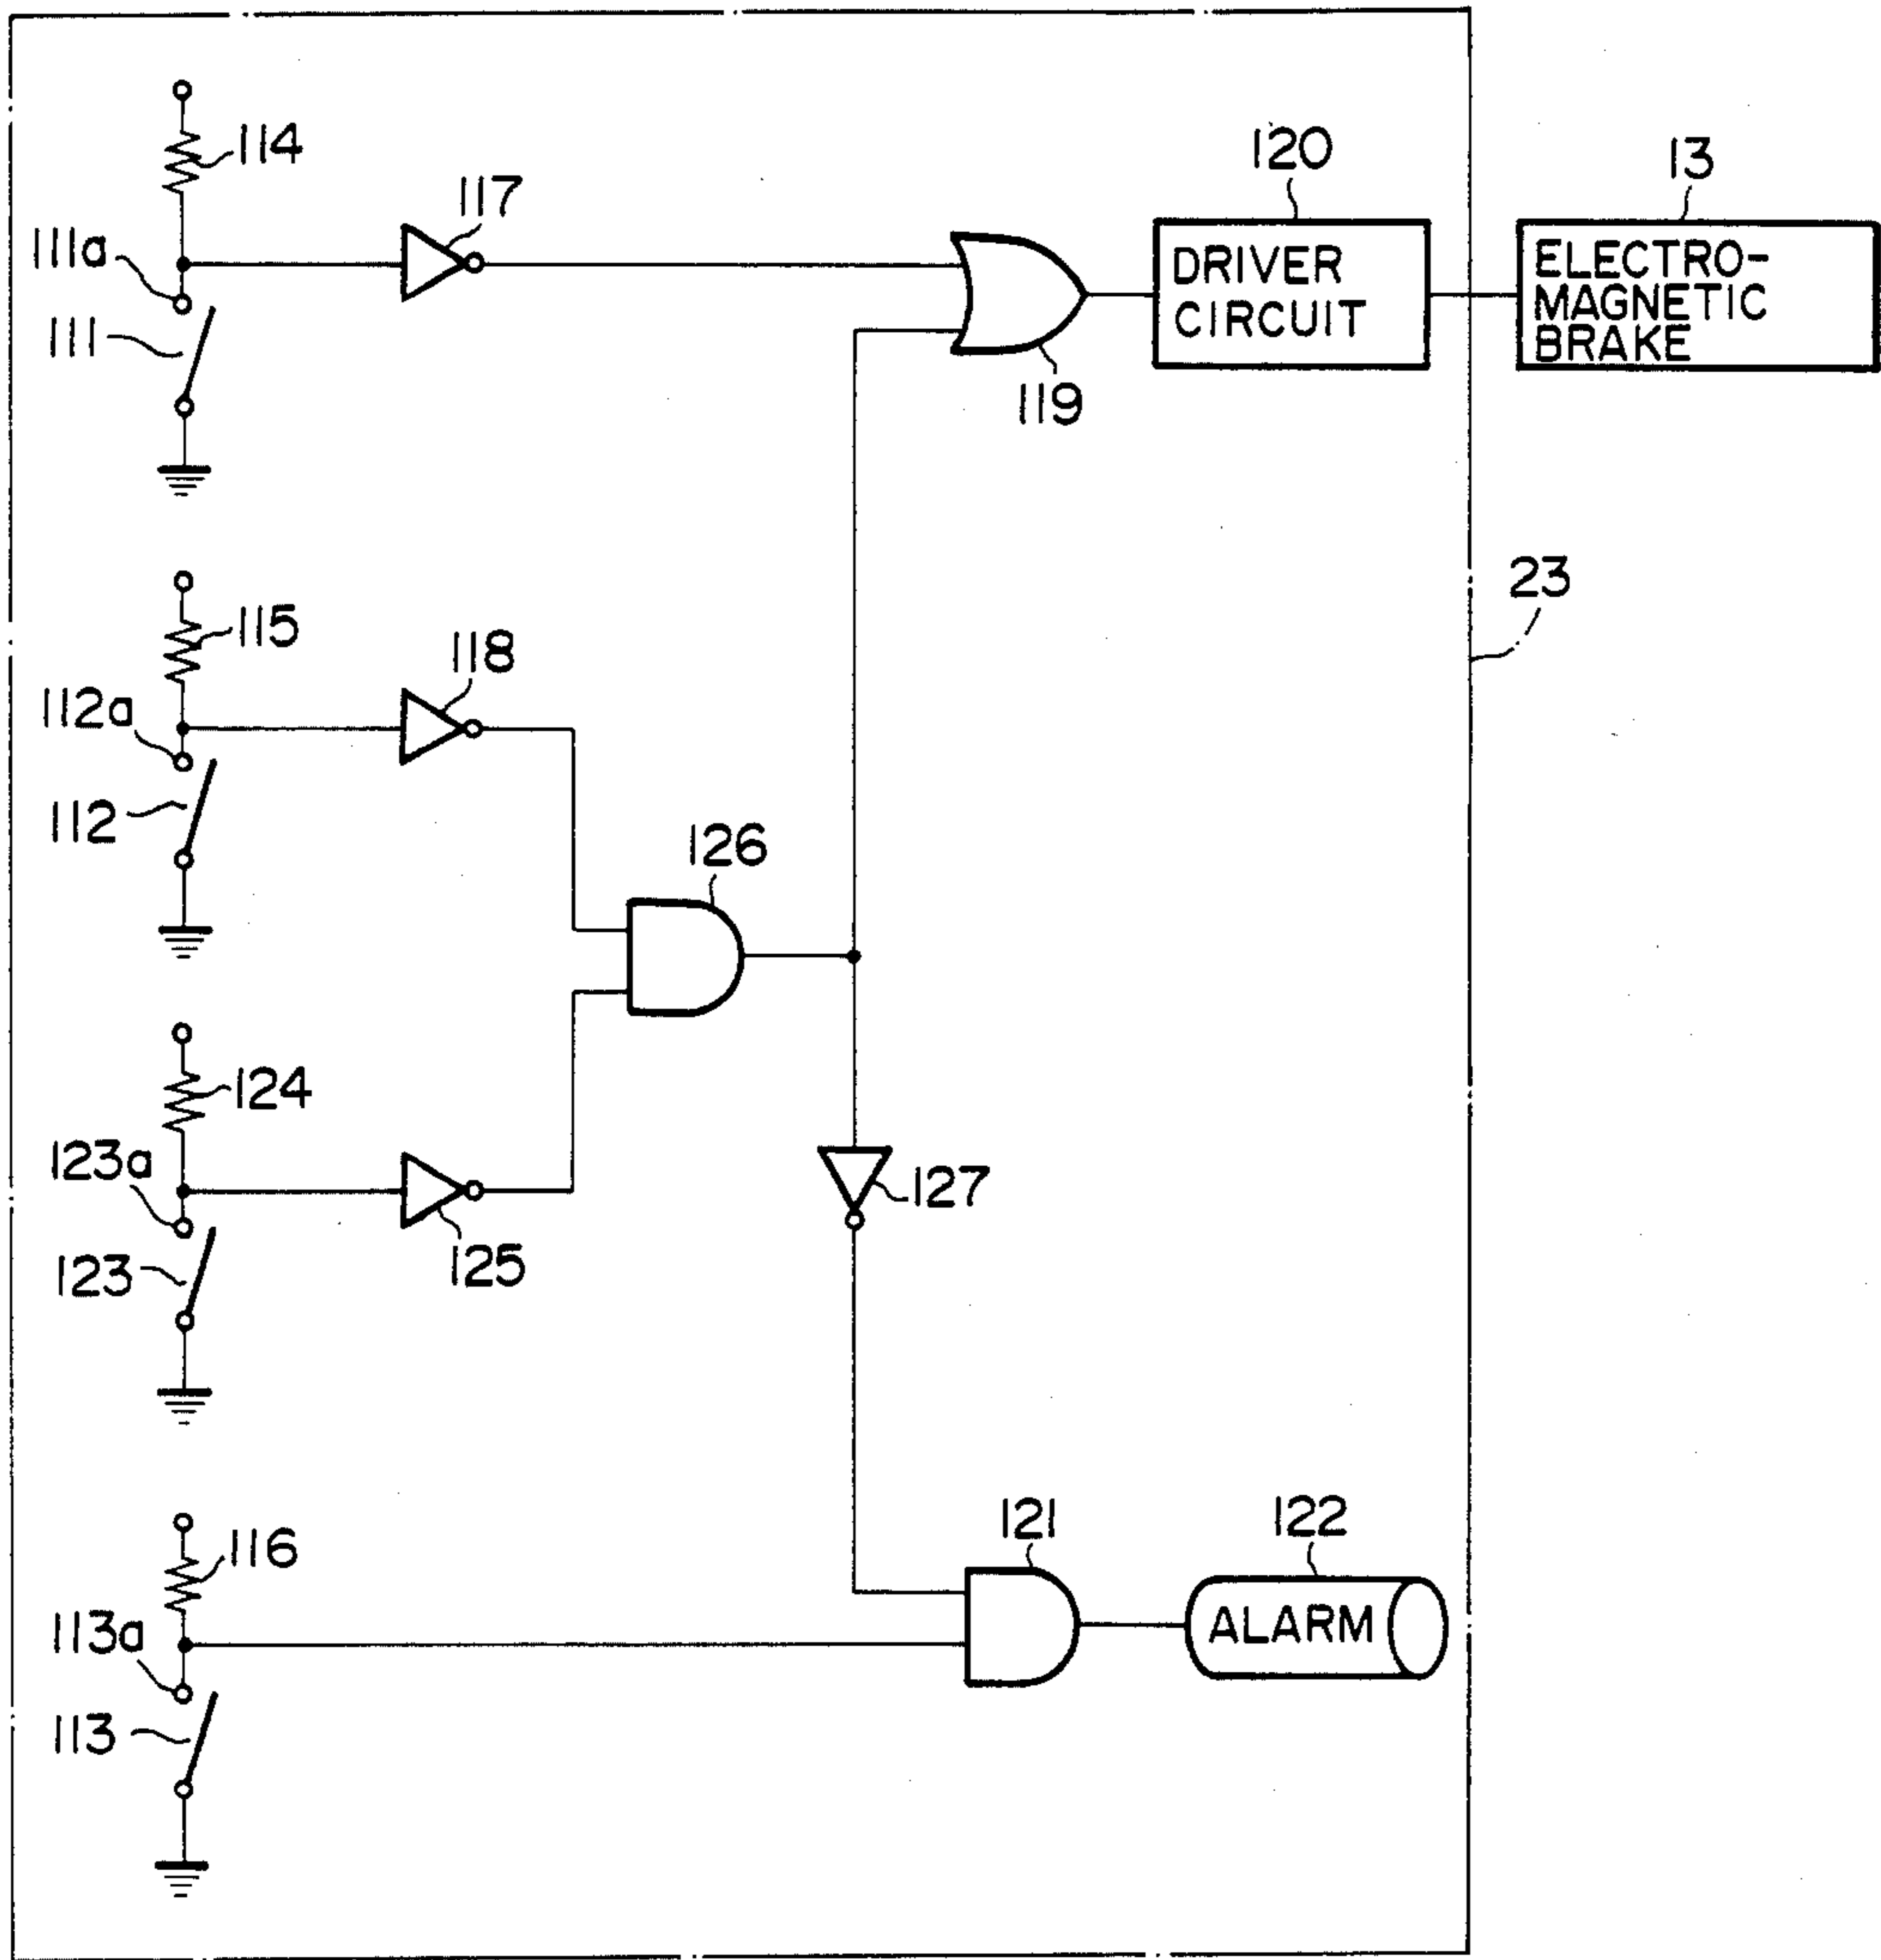 114
117
120
13
111a
DRIVER
CIRCUIT
ELECTRO-
MAGNETIC
BRAKE
111
119
23
115
118
112a
112
126
124
123a
127
123
125
121
122
116
113a
ALARM
113